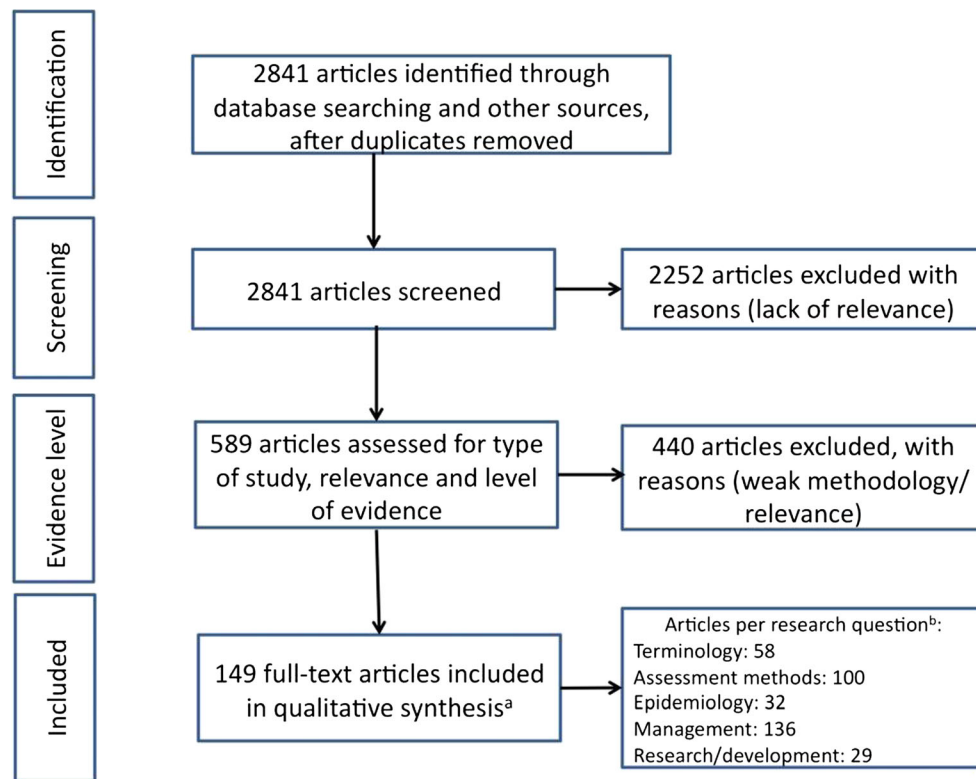 Identification
2841 articles identified through
database searching and other sources,
after duplicates removed
Screening
2841 articles screened
2252 articles excluded with
reasons (lack of relevance)
Evidence level
589 articles assessed for type
of study, relevance and level
of evidence
440 articles excluded, with
reasons (weak methodology/
relevance)
Included
149 full-text articles included
in qualitative synthesisᵃ
Articles per research questionᵇ:
Terminology: 58
Assessment methods: 100
Epidemiology: 32
Management: 136
Research/development: 29